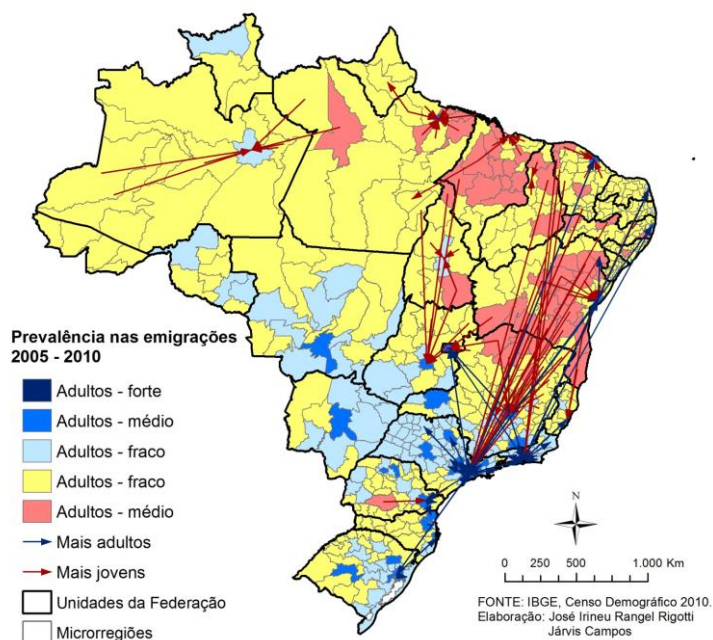 Prevalência nas emigrações
2005 - 2010
Adultos - forte
Adultos - médio
Adultos - fraco
Adultos - fraco
Adultos - médio
Mais adultos
Mais jovens
Unidades da Federação
Microrregiões
N
0 250 500 1.000 Km
FONTE: IBGE, Censo Demográfico 2010.
Elaboração: José Irineu Rangel Rigotti
Járvis Campos